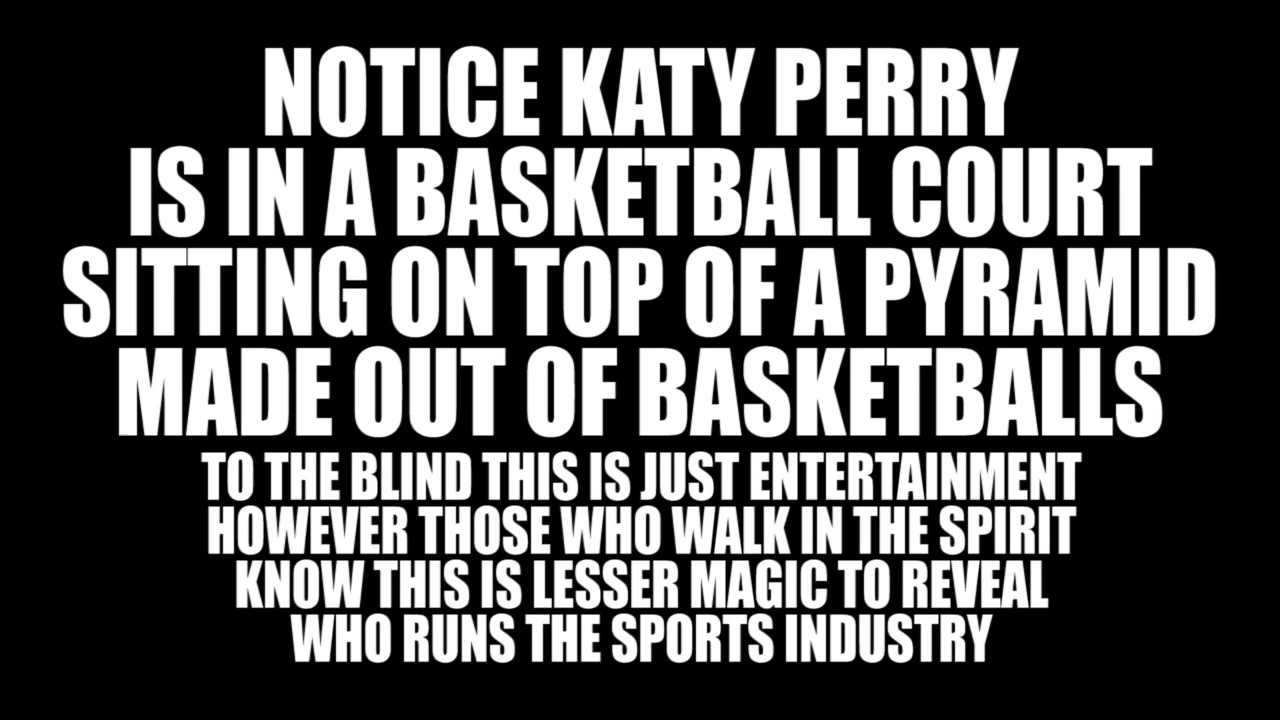 NOTICE KATY PERRY
IS IN A BASKETBALL COURT
SITTING ON TOP OF A PYRAMID
MADE OUT OF BASKETBALLS
TO THE BLIND THIS IS JUST ENTERTAINMENT
HOWEVER THOSE WHO WALK IN THE SPIRIT
KNOW THIS IS LESSER MAGIC TO REVEAL
WHO RUNS THE SPORTS INDUSTRY